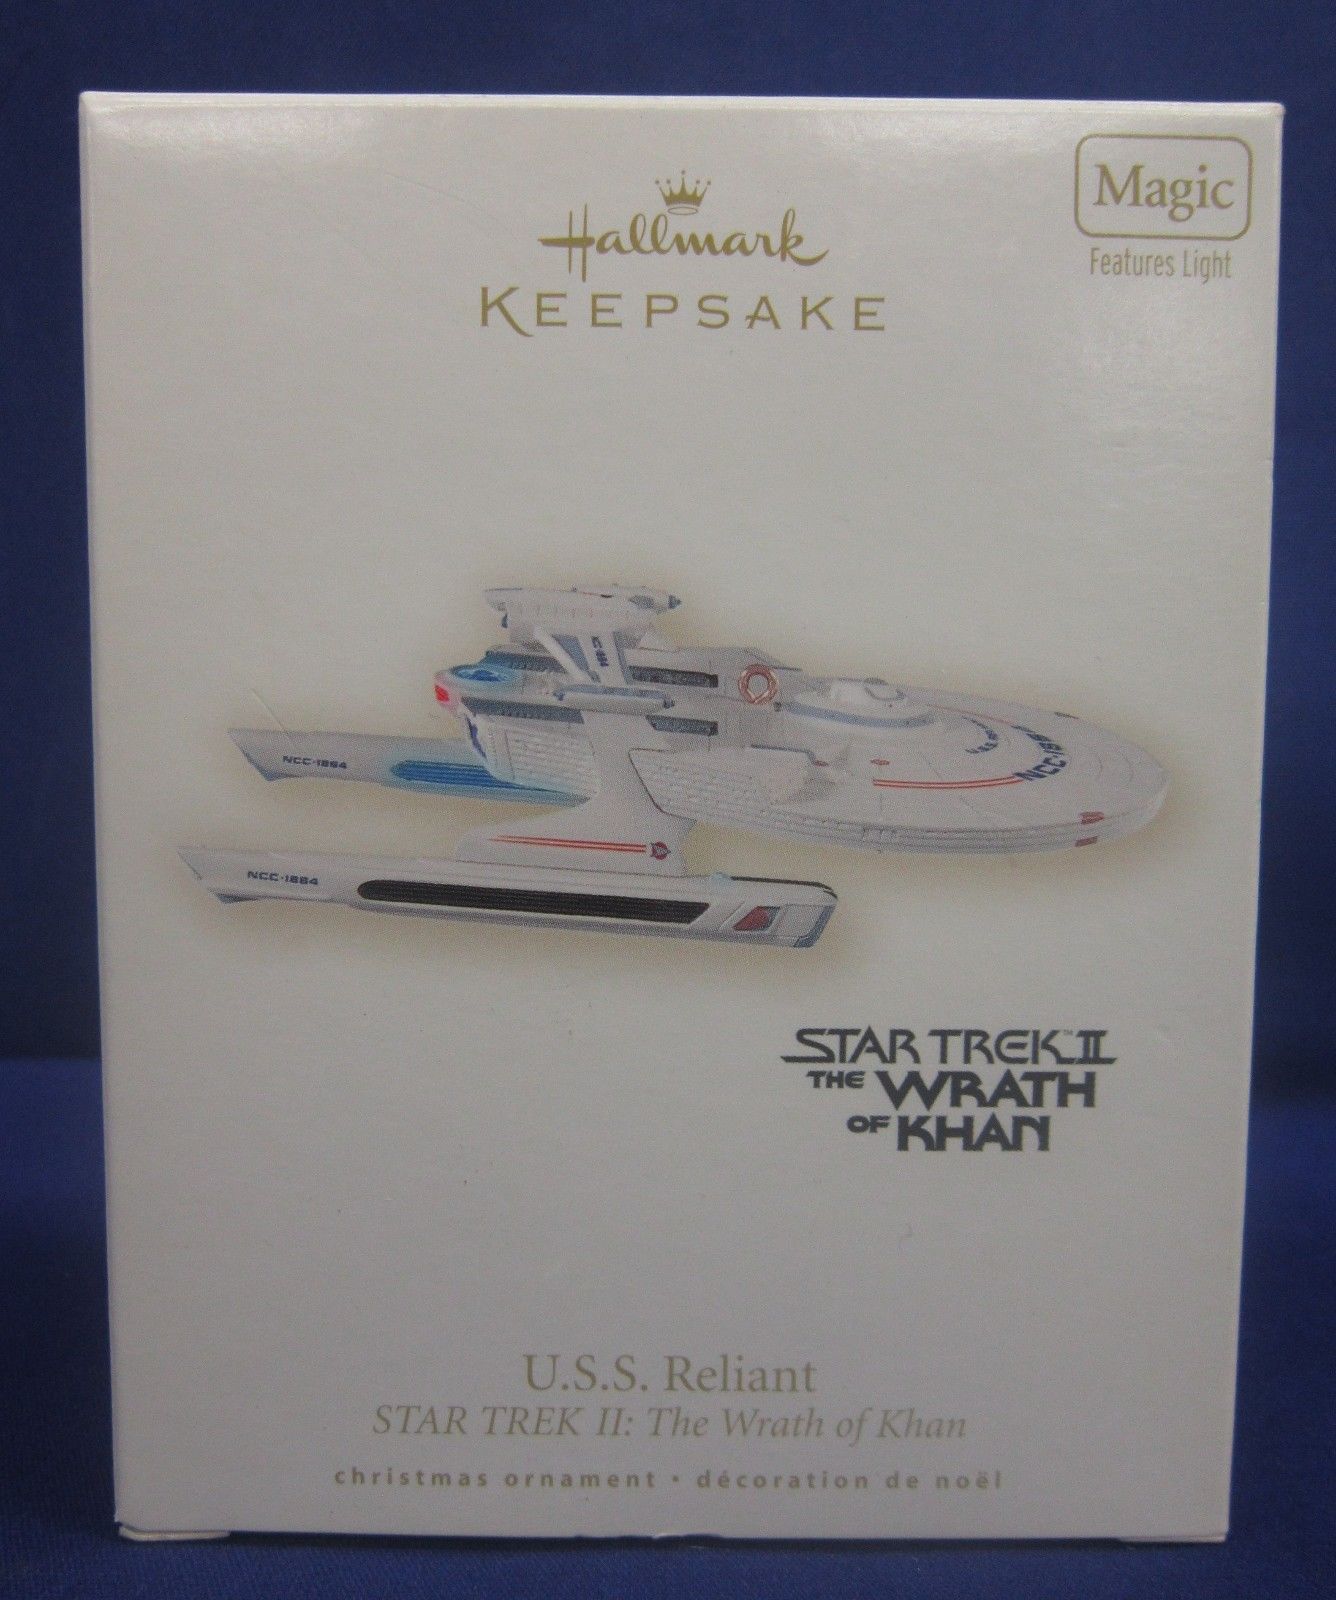 Hallmark
KEEPSAKE
Magic
Features Light
NCC-1864
NCC-1864
STAR TREK™ II
THE WRATH
OF KHAN
U.S.S. Reliant
STAR TREK II: The Wrath of Khan
christmas ornament • décoration de noël